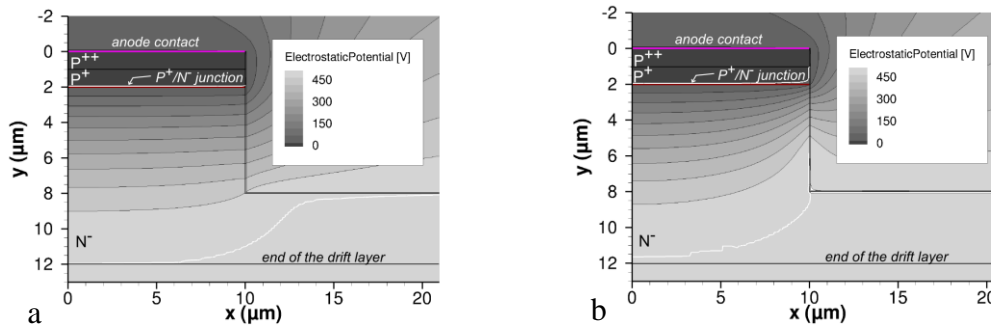 -2
0
2
4
6
8
10
12
y (µm)
anode contact
P++
P+
P+/N- junction
ElectrostaticPotential [V]
450
300
150
0
N-
end of the drift layer
0
5
10
15
20
x (µm)
a
-2
0
2
4
6
8
10
12
y (µm)
anode contact
P++
P+
P+/N- junction
ElectrostaticPotential [V]
450
300
150
0
N-
end of the drift layer
0
5
10
15
20
x (µm)
b